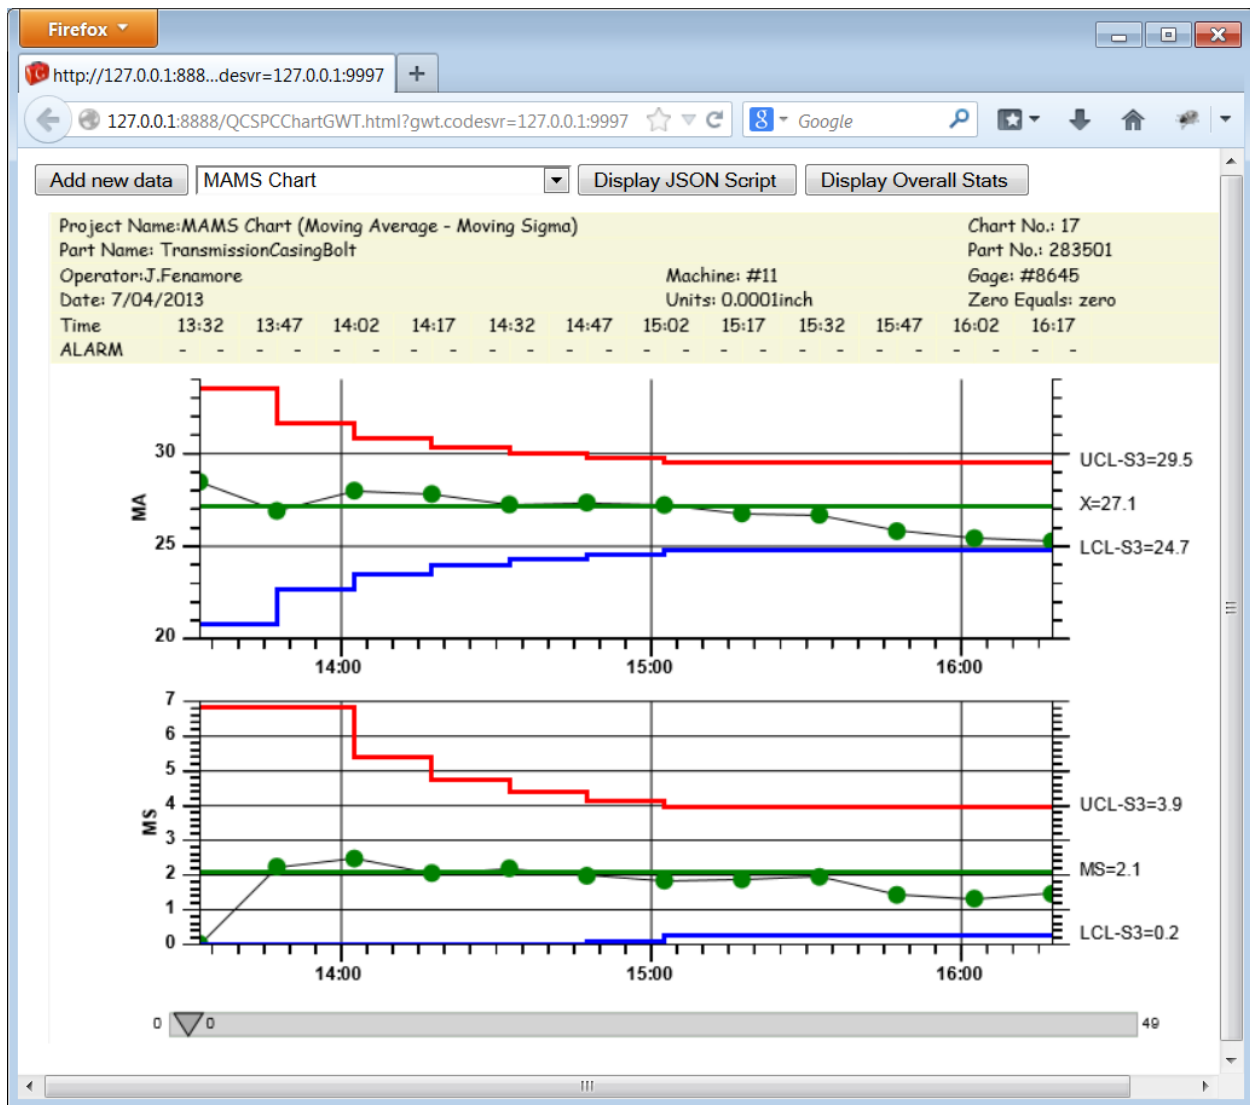 Firefox
http://127.0.0.1:888...desvr=127.0.0.1:9997
127.0.0.1:8888/QCSPCChartGWT.html?gwt.codesvr=127.0.0.1:9997 8 Google
Add new data MAMS Chart Display JSON Script Display Overall Stats
Project Name:MAMS Chart (Moving Average - Moving Sigma) Chart No.: 17
Part Name: TransmissionCasingBolt Part No.: 283501
Operator:J.Fenamore Machine: #11 Gage: #8645
Date: 7/04/2013 Units: 0.0001inch Zero Equals: zero
Time 13:32 13:47 14:02 14:17 14:32 14:47 15:02 15:17 15:32 15:47 16:02 16:17
ALARM - - - - - - - - - - - - - - - - - - - - - - - -
30
UCL-S3=29.5
MA
X=27.1
25
LCL-S3=24.7
20
14:00 15:00 16:00
7
6
5
4
UCL-S3=3.9
MS
3
2
MS=2.1
1
LCL-S3=0.2
0
14:00 15:00 16:00
0 0 49